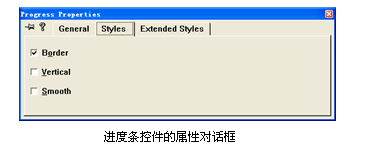 Progress Properties
General Styles Extended Styles
Border
Vertical
Smooth
进度条控件的属性对话框